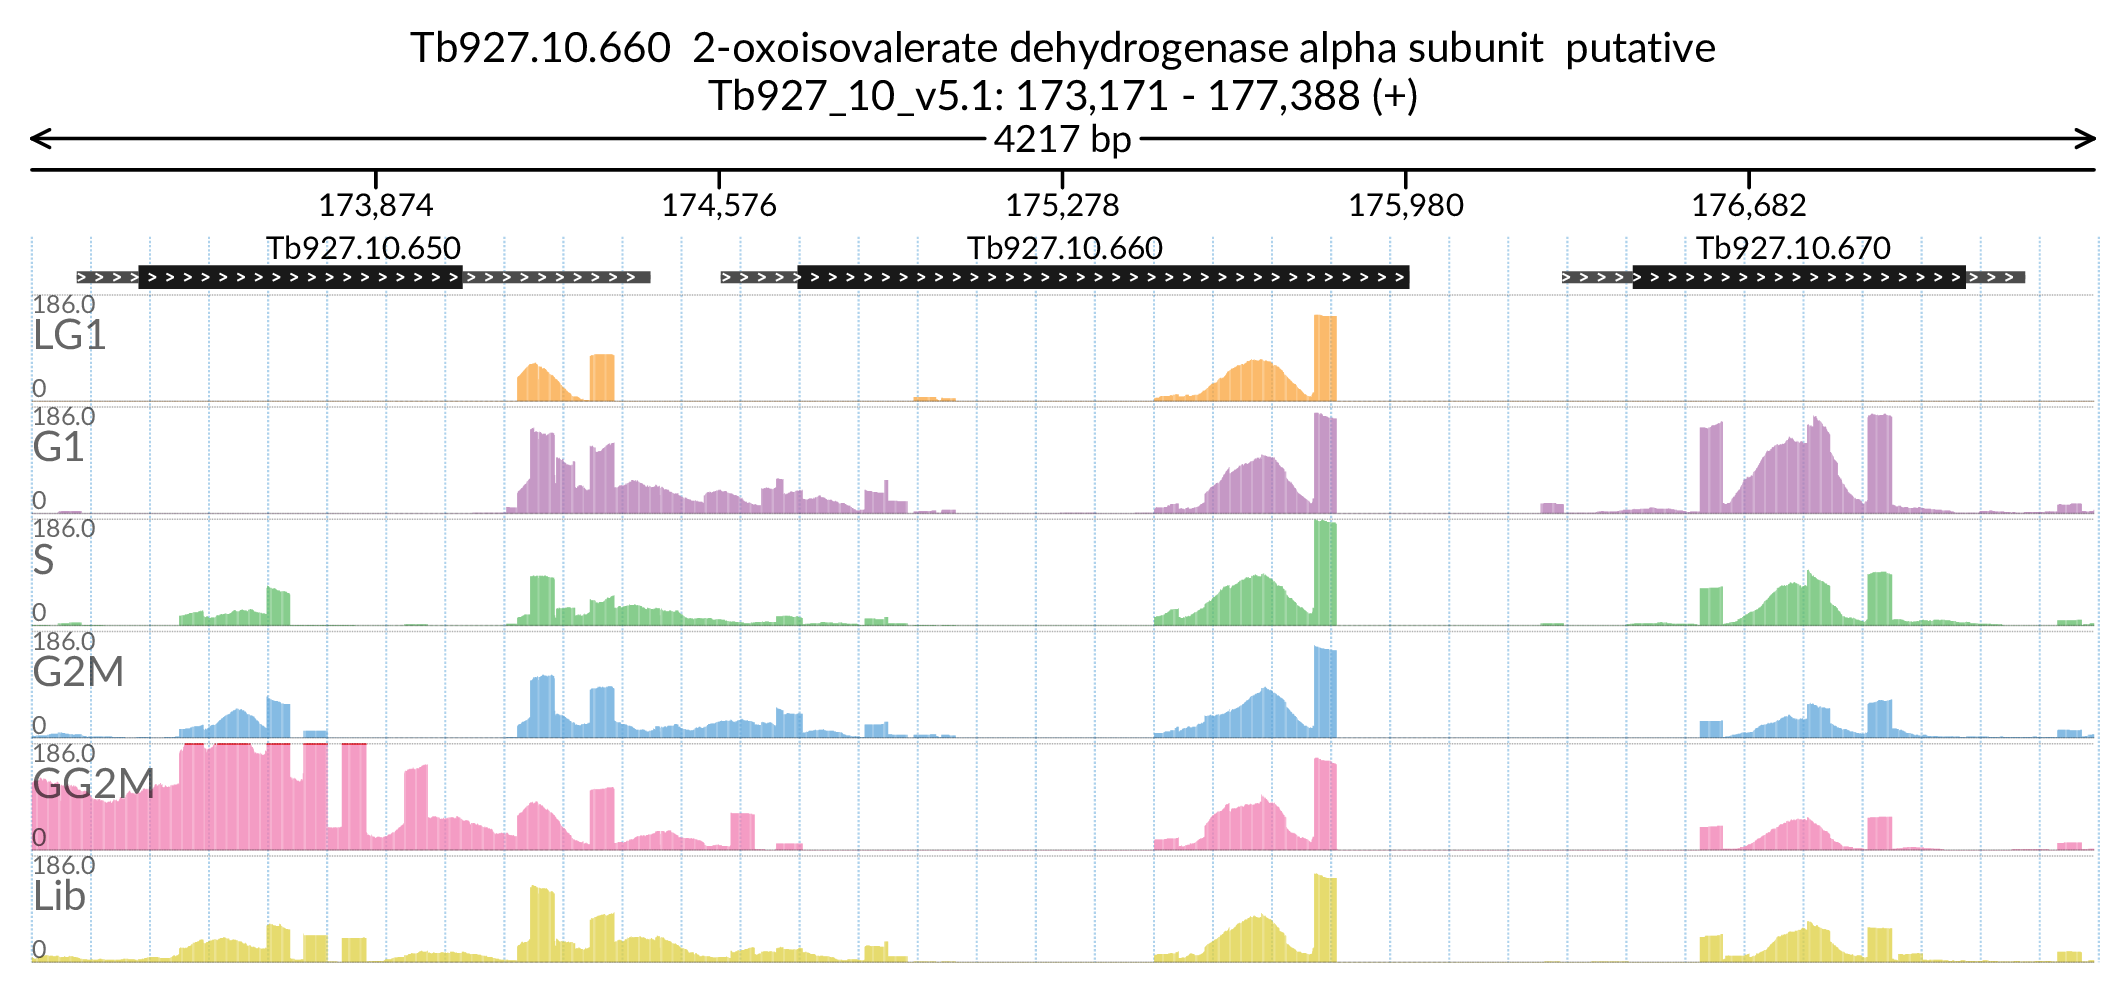 Tb927.10.660 2-oxoisovalerate dehydrogenase alpha subunit putative
Tb927_10_v5.1: 173,171 - 177,388 (+)
4217 bp
173,874 174,576 175,278 175,980 176,682
Tb927.10.650 Tb927.10.660 Tb927.10.670
186.0
LG1
0
186.0
G1
0
186.0
S
0
186.0
G2M
0
186.0
GG2M
0
186.0
Lib
0